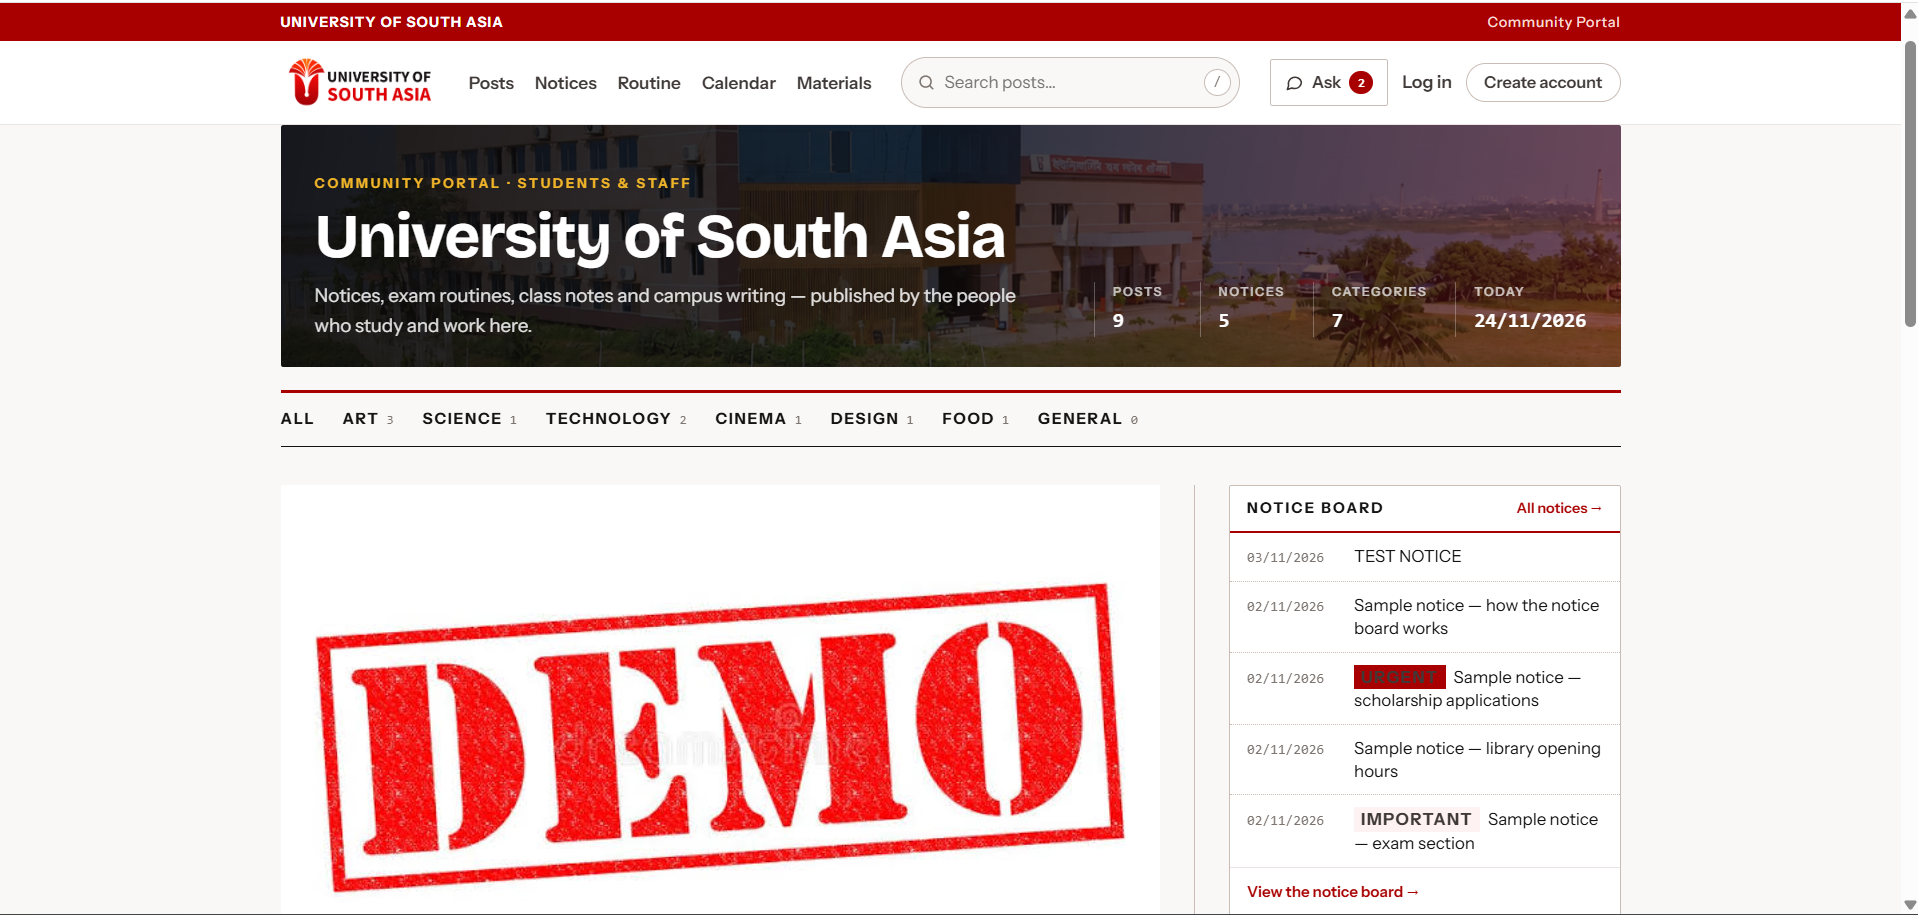 UNIVERSITY OF SOUTH ASIA
Community Portal
UNIVERSITY OF
SOUTH ASIA
Posts
Notices
Routine
Calendar
Materials
Search posts...
/
Ask 2
Log in
Create account
COMMUNITY PORTAL · STUDENTS & STAFF
University of South Asia
Notices, exam routines, class notes and campus writing — published by the people
who study and work here.
POSTS
9
NOTICES
5
CATEGORIES
7
TODAY
24/11/2026
ALL
ART 3
SCIENCE 1
TECHNOLOGY 2
CINEMA 1
DESIGN 1
FOOD 1
GENERAL 0
DEMO
dreamstime
NOTICE BOARD
All notices →
03/11/2026
TEST NOTICE
02/11/2026
Sample notice — how the notice
board works
02/11/2026
URGENT Sample notice —
scholarship applications
02/11/2026
Sample notice — library opening
hours
02/11/2026
IMPORTANT Sample notice
— exam section
View the notice board →